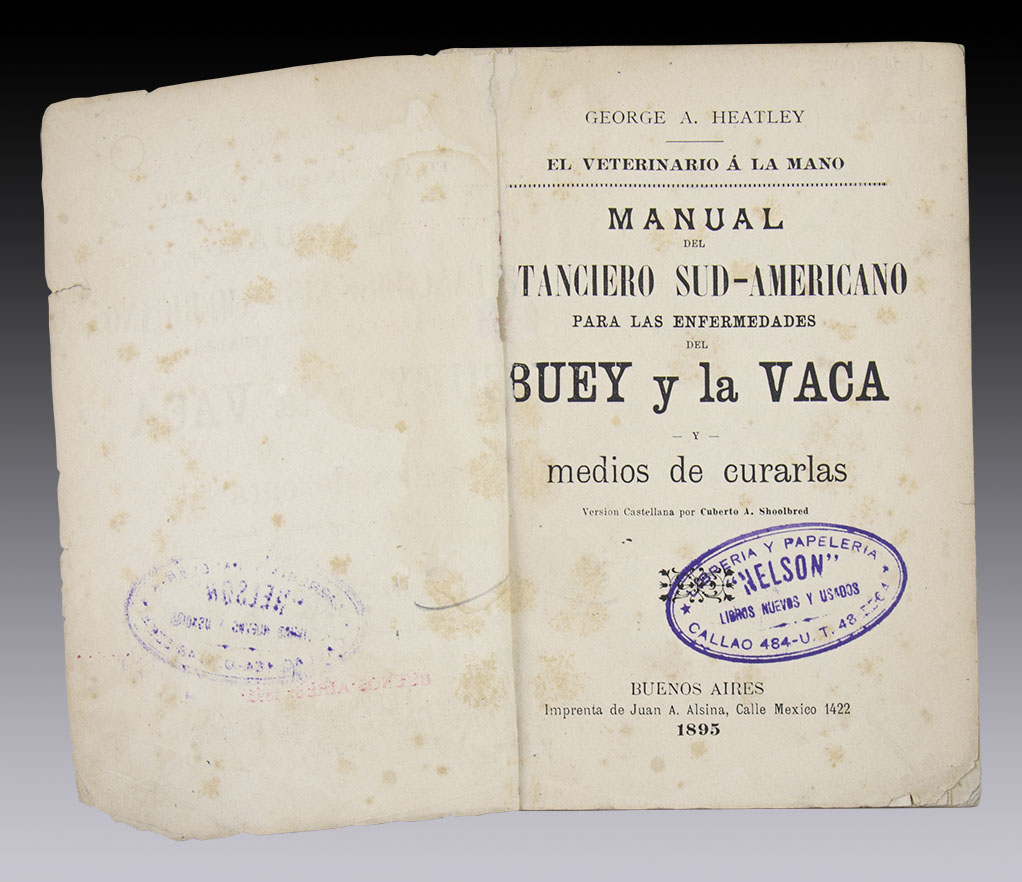 GEORGE A. HEATLEY
EL VETERINARIO Á LA MANO
MANUAL
DEL
TANCIERO SUD-AMERICANO
PARA LAS ENFERMEDADES
DEL
BUEY y la VACA
— Y —
medios de curarlas
Version Castellana por Cuberto A. Shoolbred
LIBRERIA Y PAPELERIA
"NELSON"
LIBROS NUEVOS Y USADOS
CALLAO 484-U. T. 48
BUENOS AIRES
Imprenta de Juan A. Alsina, Calle Mexico 1422
1895